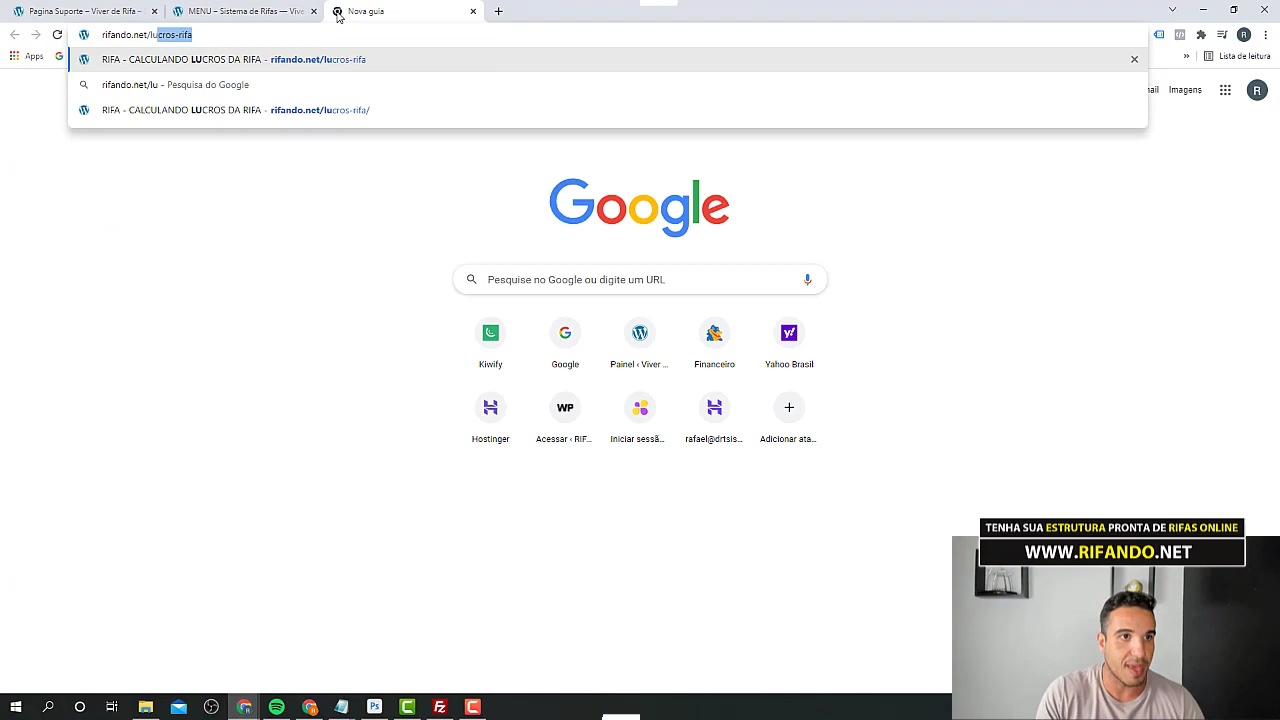 Pagina Suporte – Viver de Rifa –
MENU – Sistema de Rifas — Vive
Nova guia
rifando.net/lucros-rifa
RIFA - CALCULANDO LUCROS DA RIFA - rifando.net/lucros-rifa
rifando.net/lu - Pesquisa do Google
RIFA - CALCULANDO LUCROS DA RIFA - rifando.net/lucros-rifa/
Apps
G
» Lista de leitura
R
ail Imagens
R
Google
Pesquise no Google ou digite um URL
Kiwify
Google
Painel ‹ Viver ...
Financeiro
Yahoo Brasil
Hostinger
Acessar ‹ RIF...
Iniciar sessã...
rafael@drtsis...
Adicionar ata...
TENHA SUA ESTRUTURA PRONTA DE RIFAS ONLINE
WWW.RIFANDO.NET